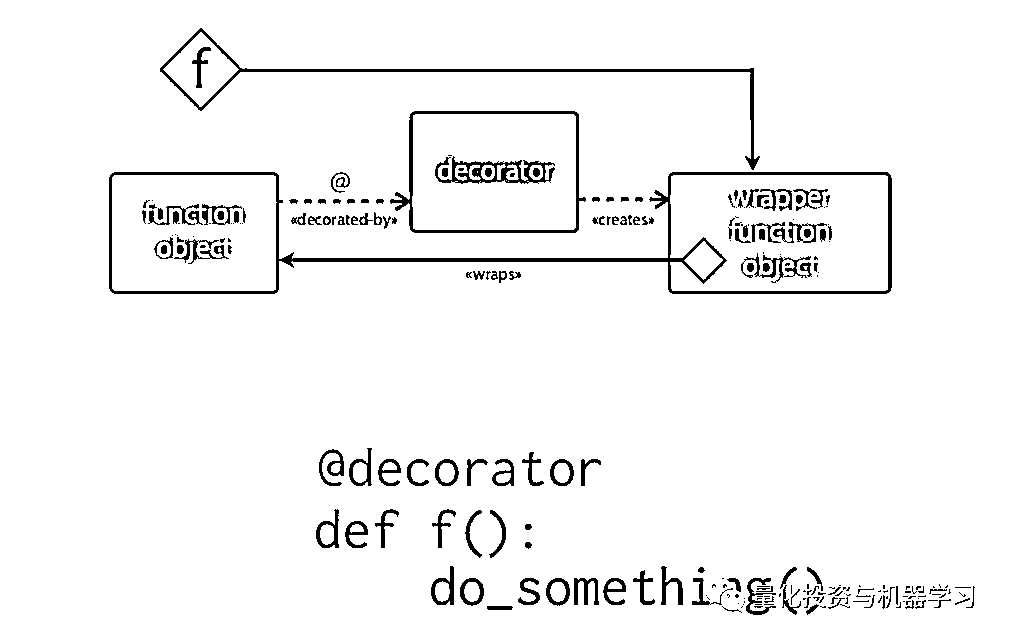 f
@
«decorated-by»
function
object
decorator
«creates»
wrapper
function
object
«wraps»
@decorator
def f():
    do_something()
量化投资与机器学习